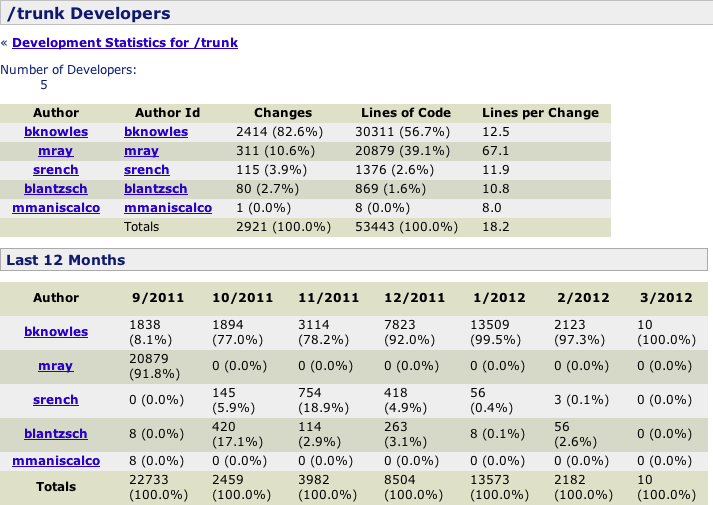 /trunk Developers
« Development Statistics for /trunk
Number of Developers:
5
Author Author Id Changes Lines of Code Lines per Change
bknowles bknowles 2414 (82.6%) 30311 (56.7%) 12.5
mray mray 311 (10.6%) 20879 (39.1%) 67.1
srench srench 115 (3.9%) 1376 (2.6%) 11.9
blantzsch blantzsch 80 (2.7%) 869 (1.6%) 10.8
mmaniscalco mmaniscalco 1 (0.0%) 8 (0.0%) 8.0
Totals 2921 (100.0%) 53443 (100.0%) 18.2
Last 12 Months
Author 9/2011 10/2011 11/2011 12/2011 1/2012 2/2012 3/2012
bknowles 1838 (8.1%) 1894 (77.0%) 3114 (78.2%) 7823 (92.0%) 13509 (99.5%) 2123 (97.3%) 10 (100.0%)
mray 20879 (91.8%) 0 (0.0%) 0 (0.0%) 0 (0.0%) 0 (0.0%) 0 (0.0%) 0 (0.0%)
srench 0 (0.0%) 145 (5.9%) 754 (18.9%) 418 (4.9%) 56 (0.4%) 3 (0.1%) 0 (0.0%)
blantzsch 8 (0.0%) 420 (17.1%) 114 (2.9%) 263 (3.1%) 8 (0.1%) 56 (2.6%) 0 (0.0%)
mmaniscalco 8 (0.0%) 0 (0.0%) 0 (0.0%) 0 (0.0%) 0 (0.0%) 0 (0.0%) 0 (0.0%)
Totals 22733 (100.0%) 2459 (100.0%) 3982 (100.0%) 8504 (100.0%) 13573 (100.0%) 2182 (100.0%) 10 (100.0%)